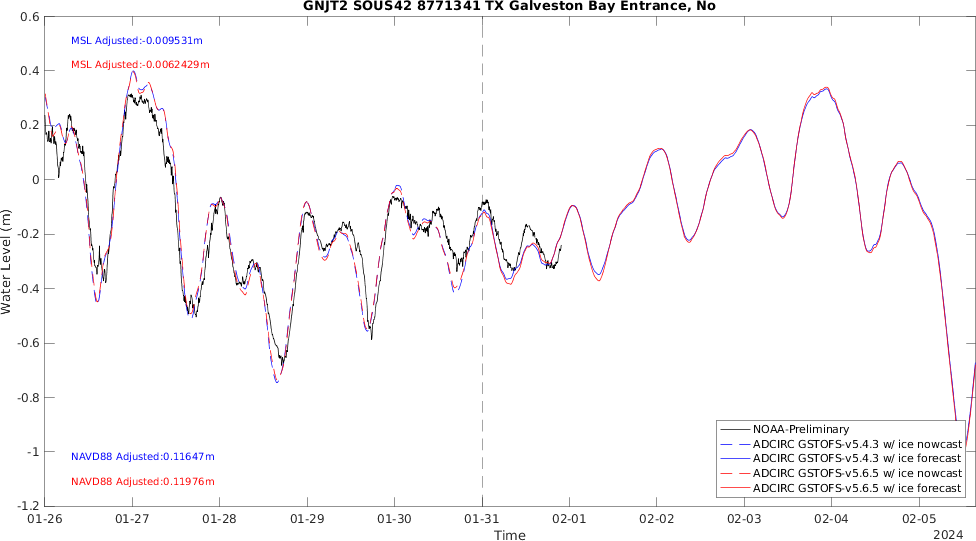 GNJT2 SOUS42 8771341 TX Galveston Bay Entrance, No
MSL Adjusted:-0.009531m
MSL Adjusted:-0.0062429m
Water Level (m)
0.6
0.4
0.2
0
-0.2
-0.4
-0.6
-0.8
-1
-1.2
NAVD88 Adjusted:0.11647m
NAVD88 Adjusted:0.11976m
NOAA-Preliminary
ADCIRC GSTOFS-v5.4.3 w/ ice nowcast
ADCIRC GSTOFS-v5.4.3 w/ ice forecast
ADCIRC GSTOFS-v5.6.5 w/ ice nowcast
ADCIRC GSTOFS-v5.6.5 w/ ice forecast
01-26 01-27 01-28 01-29 01-30 01-31 02-01 02-02 02-03 02-04 02-05
Time
2024